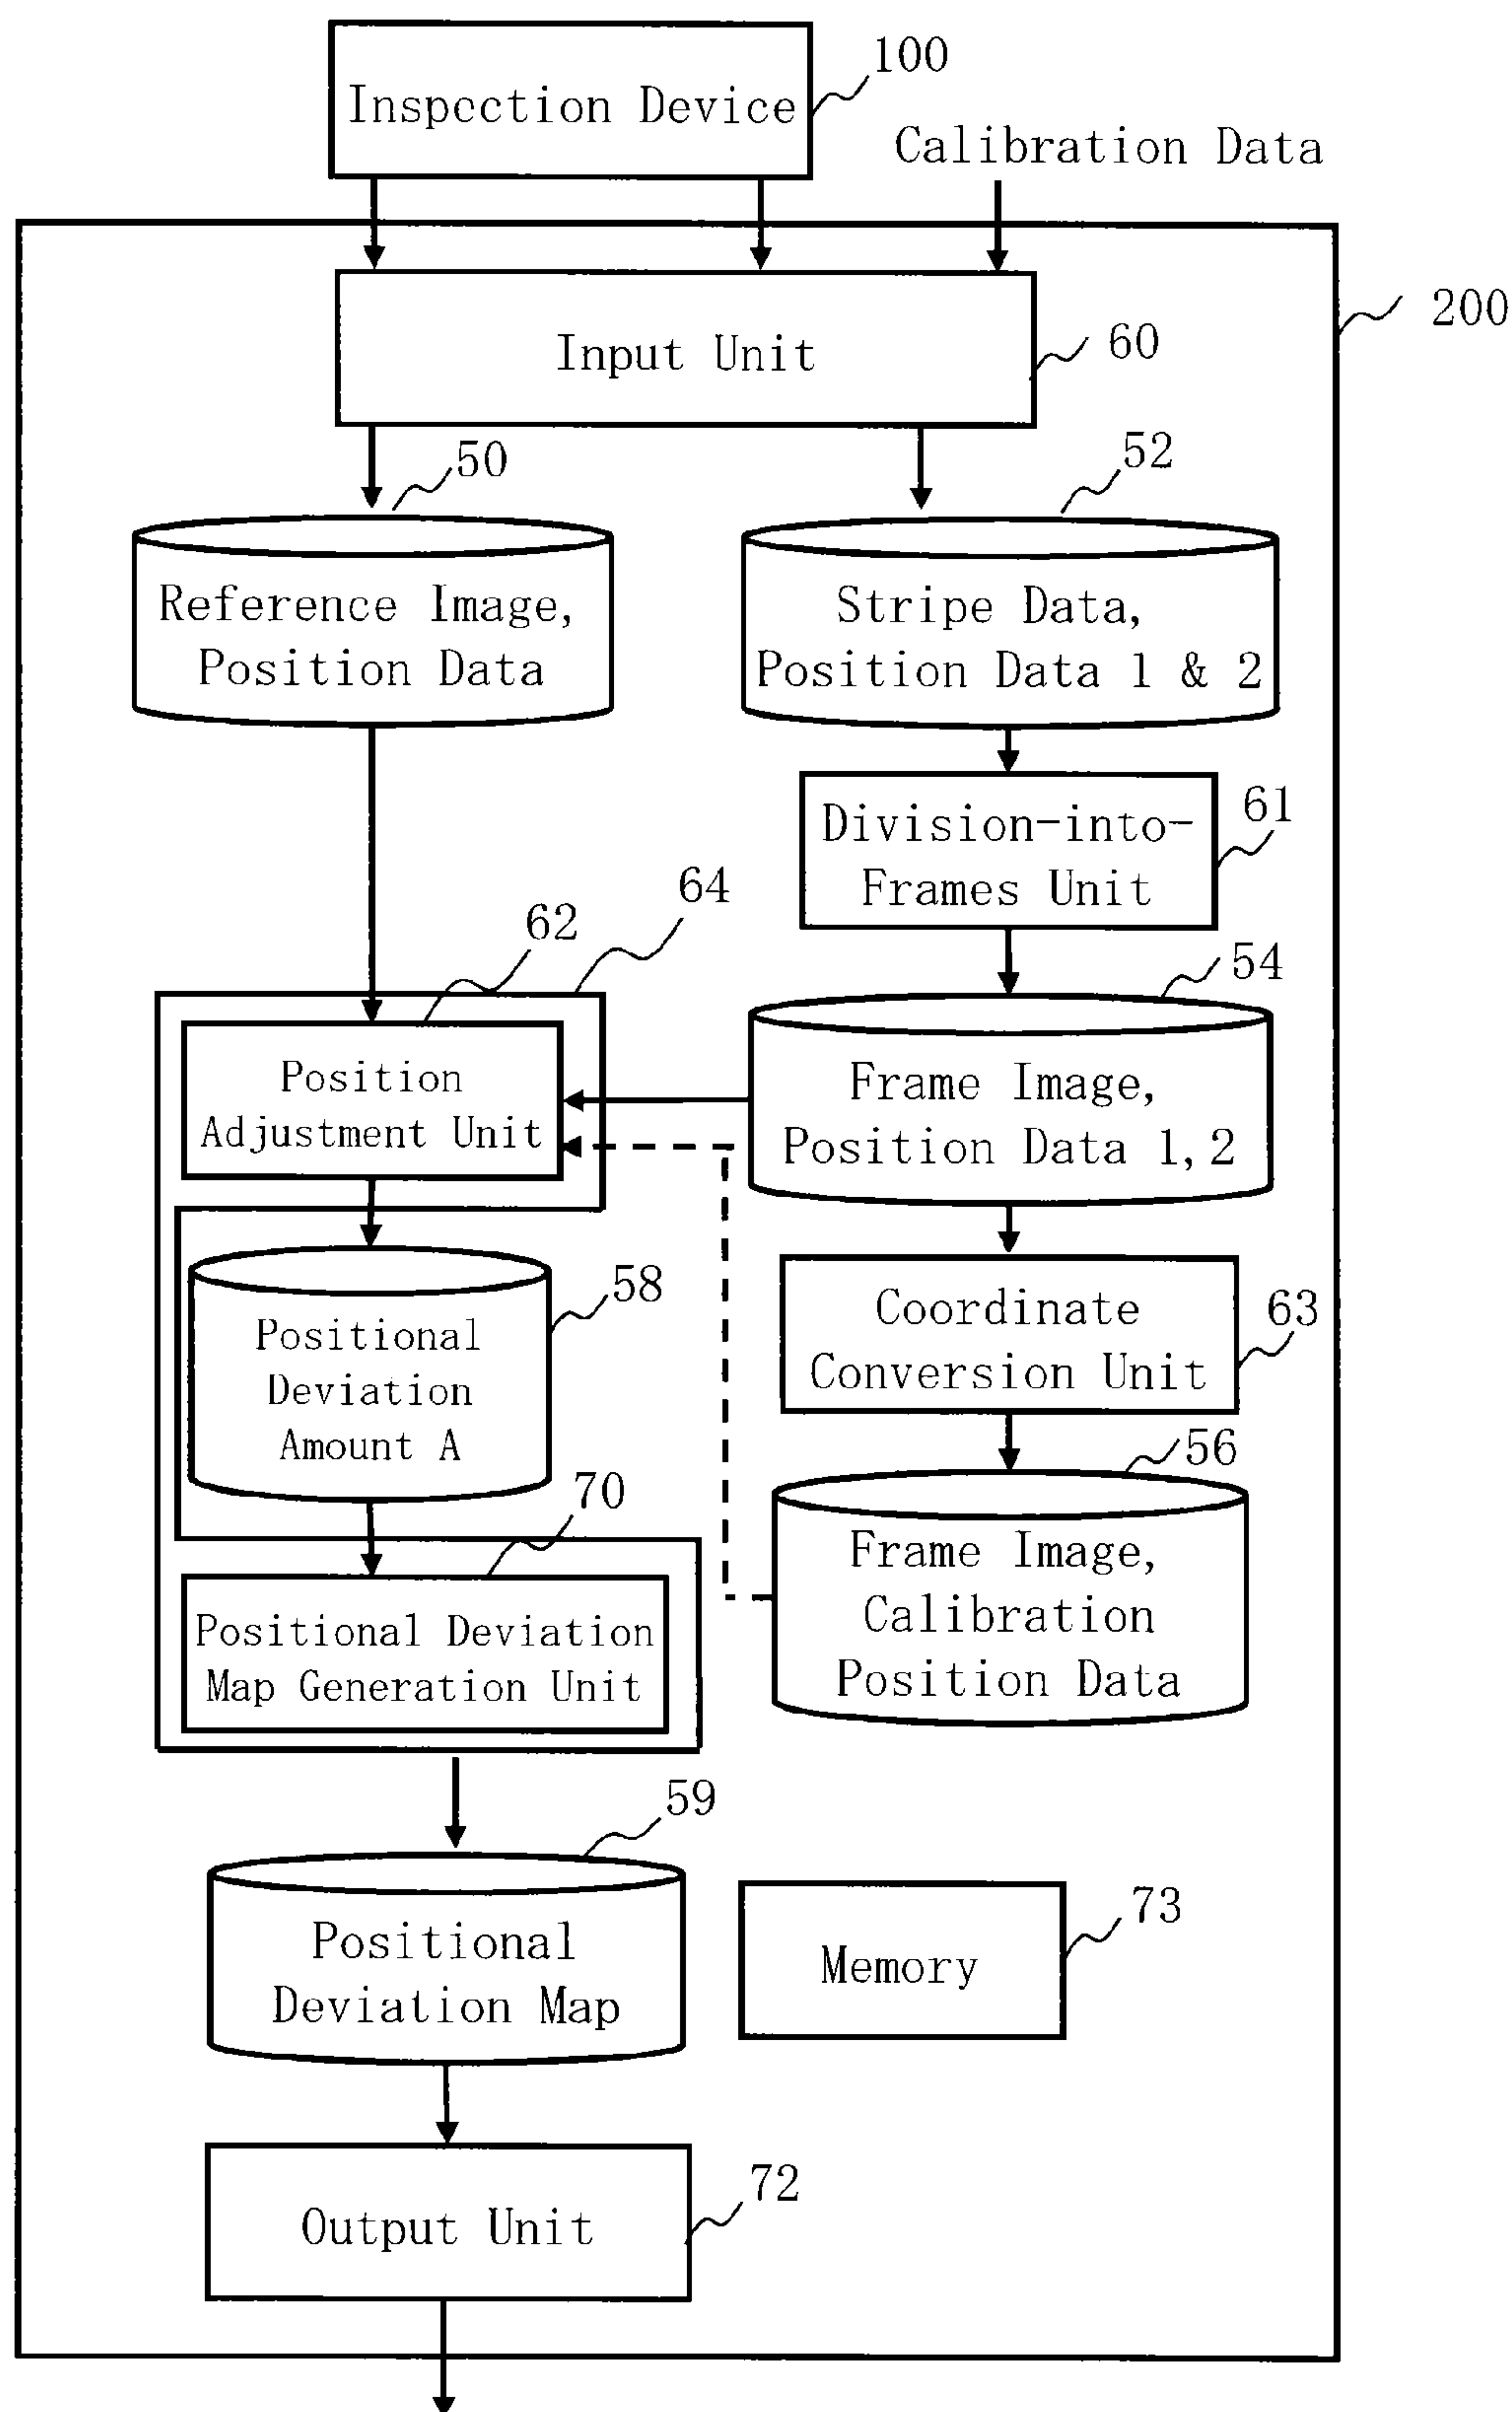 100
Inspection Device
Calibration Data
200
Input Unit
60
50
52
Reference Image,
Position Data
Stripe Data,
Position Data 1 & 2
61
Division-into-
Frames Unit
64
62
54
Position
Adjustment Unit
Frame Image,
Position Data 1, 2
58
Positional
Deviation
Amount A
Coordinate
Conversion Unit
63
56
70
Frame Image,
Calibration
Position Data
Positional Deviation
Map Generation Unit
59
Positional
Deviation Map
73
Memory
72
Output Unit